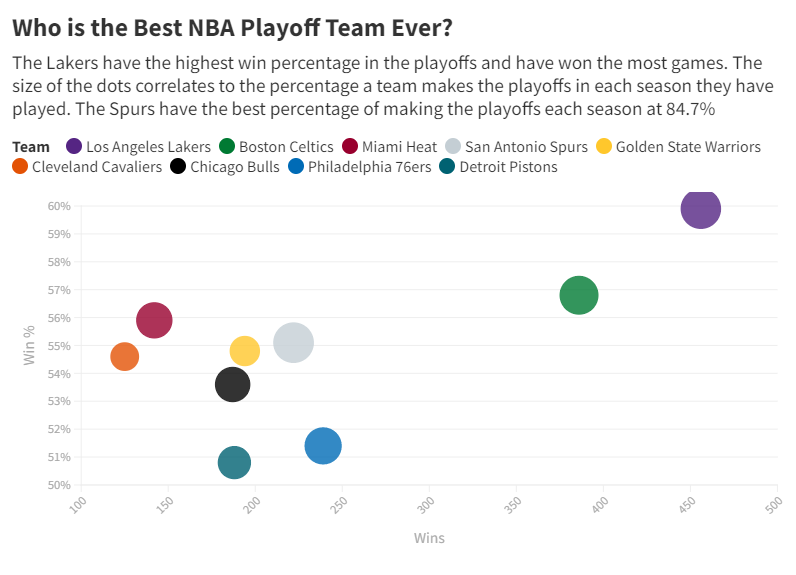 Who is the Best NBA Playoff Team Ever?
The Lakers have the highest win percentage in the playoffs and have won the most games. The
size of the dots correlates to the percentage a team makes the playoffs in each season they have
played. The Spurs have the best percentage of making the playoffs each season at 84.7%
Team Los Angeles Lakers Boston Celtics Miami Heat San Antonio Spurs Golden State Warriors
Cleveland Cavaliers Chicago Bulls Philadelphia 76ers Detroit Pistons
60%
59%
58%
57%
56%
55%
54%
53%
52%
51%
50%
Win %
100 150 200 250 300 350 400 450 500
Wins